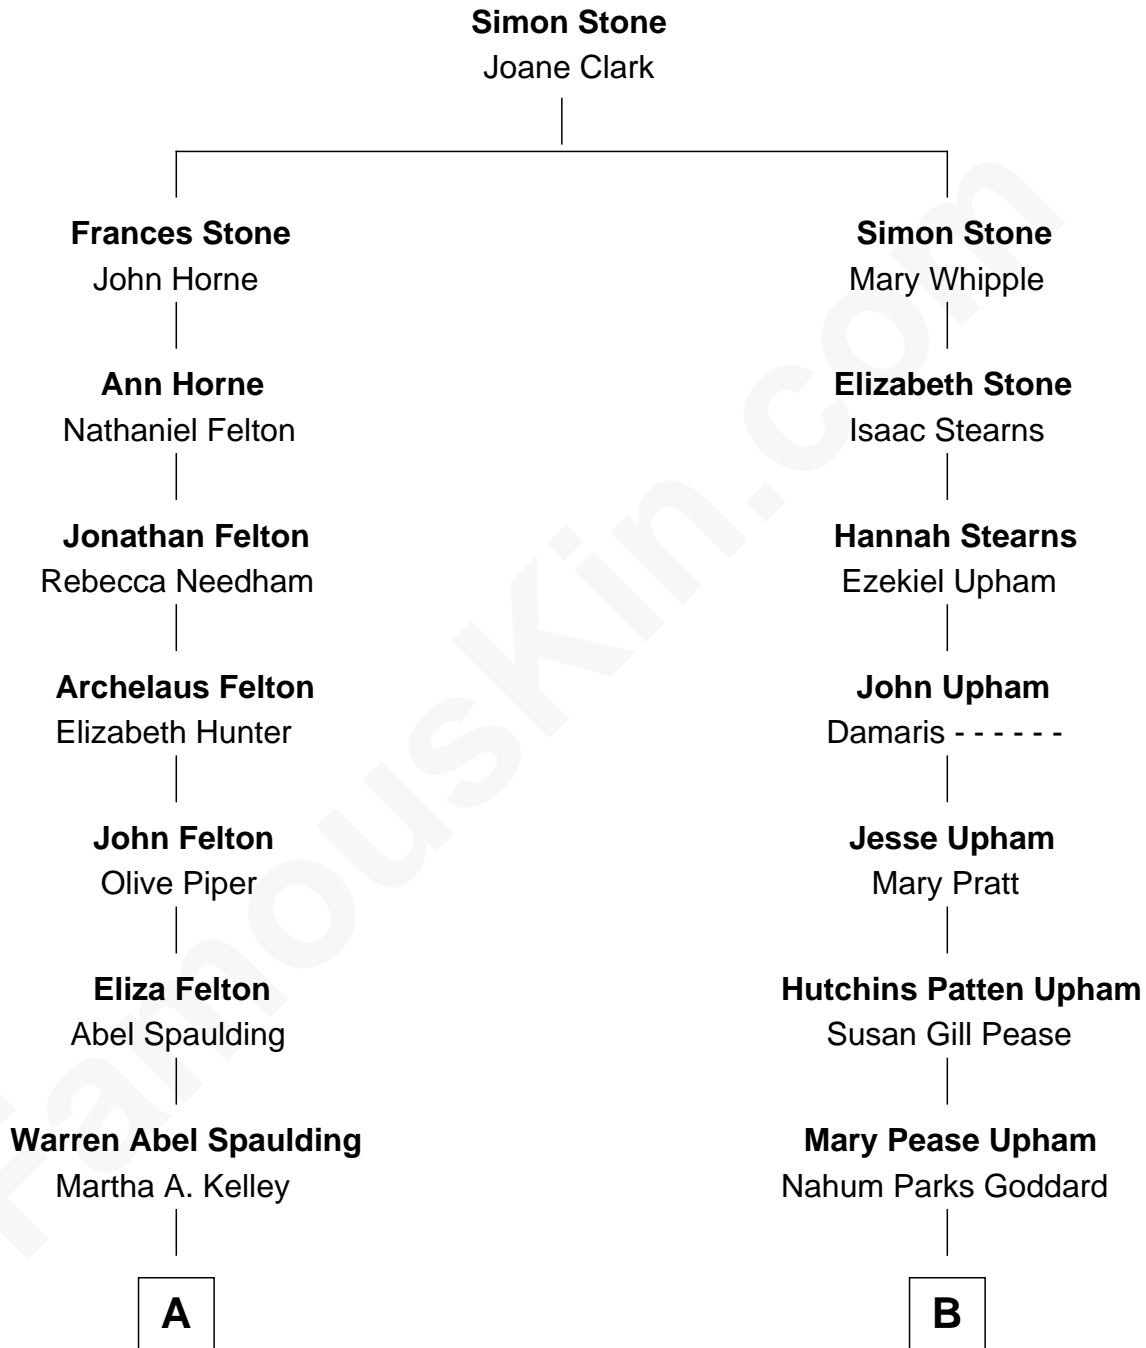 Simon Stone
Joane Clark
Frances Stone
John Horne
Simon Stone
Mary Whipple
Ann Horne
Nathaniel Felton
Elizabeth Stone
Isaac Stearns
Jonathan Felton
Rebecca Needham
Hannah Stearns
Ezekiel Upham
Archelaus Felton
Elizabeth Hunter
John Upham
Damaris - - - - - -
John Felton
Olive Piper
Jesse Upham
Mary Pratt
Eliza Felton
Abel Spaulding
Hutchins Patten Upham
Susan Gill Pease
Warren Abel Spaulding
Martha A. Kelley
Mary Pease Upham
Nahum Parks Goddard
A
B
FamousKin.com